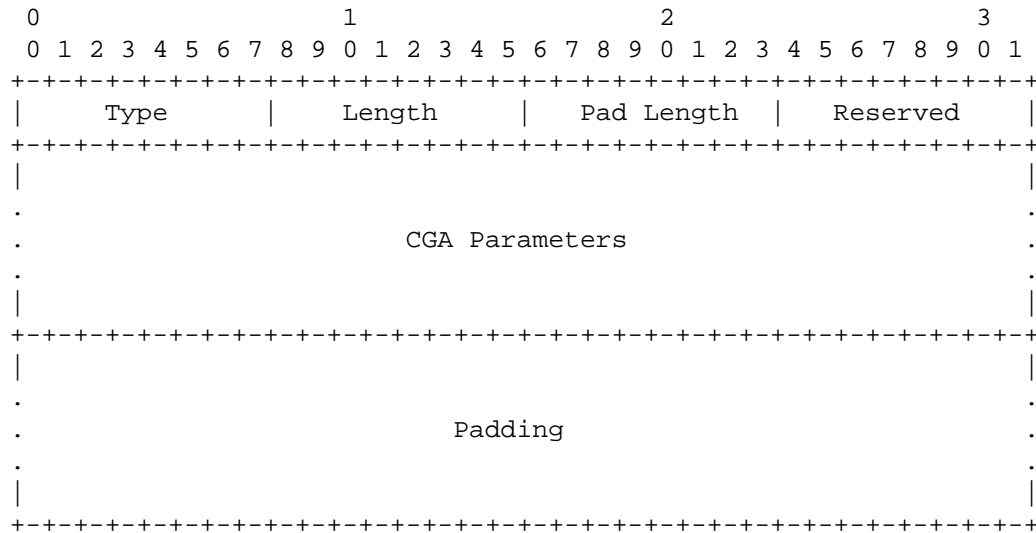 0                   1                   2                   3
 0 1 2 3 4 5 6 7 8 9 0 1 2 3 4 5 6 7 8 9 0 1 2 3 4 5 6 7 8 9 0 1
+-+-+-+-+-+-+-+-+-+-+-+-+-+-+-+-+-+-+-+-+-+-+-+-+-+-+-+-+-+-+-+-+
|     Type      |    Length     |   Pad Length  |   Reserved    |
+-+-+-+-+-+-+-+-+-+-+-+-+-+-+-+-+-+-+-+-+-+-+-+-+-+-+-+-+-+-+-+-+
|                                                               |
.                                                               .
.                        CGA Parameters                         .
.                                                               .
|                                                               |
+-+-+-+-+-+-+-+-+-+-+-+-+-+-+-+-+-+-+-+-+-+-+-+-+-+-+-+-+-+-+-+-+
|                                                               |
.                                                               .
.                           Padding                             .
.                                                               .
|                                                               |
+-+-+-+-+-+-+-+-+-+-+-+-+-+-+-+-+-+-+-+-+-+-+-+-+-+-+-+-+-+-+-+-+